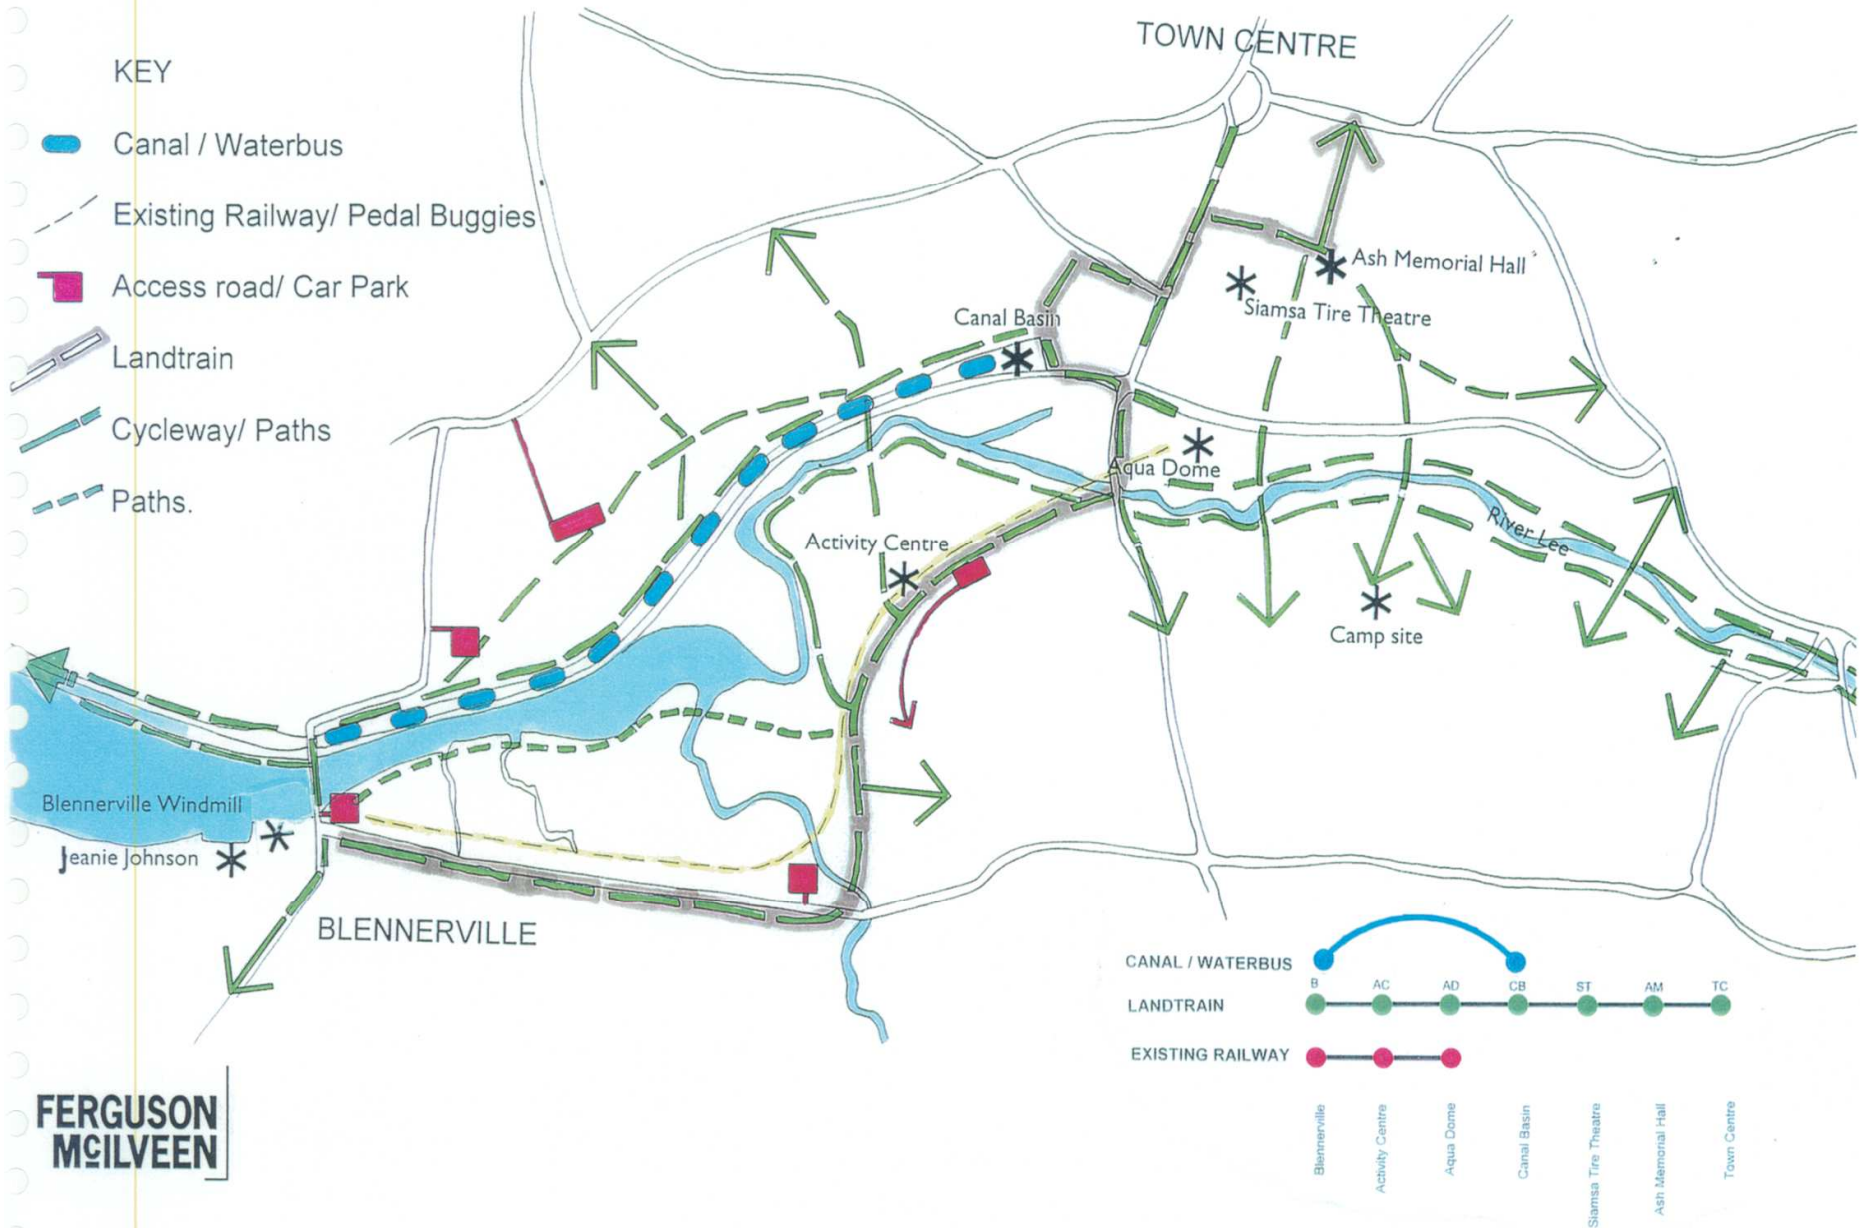 TOWN CENTRE
KEY
Canal / Waterbus
Existing Railway/ Pedal Buggies
Access road/ Car Park
Landtrain
Cycleway/ Paths
Paths.
Ash Memorial Hall
Siamsa Tire Theatre
Canal Basin
Aqua Dome
River Lee
Activity Centre
Camp site
Blennerville Windmill
Jeanie Johnson
BLENNERVILLE
CANAL / WATERBUS
B AC AD CB ST AM TC
LANDTRAIN
EXISTING RAILWAY
Blennerville
Activity Centre
Aqua Dome
Canal Basin
Siamsa Tire Theatre
Ash Memorial Hall
Town Centre
FERGUSON
McILVEEN